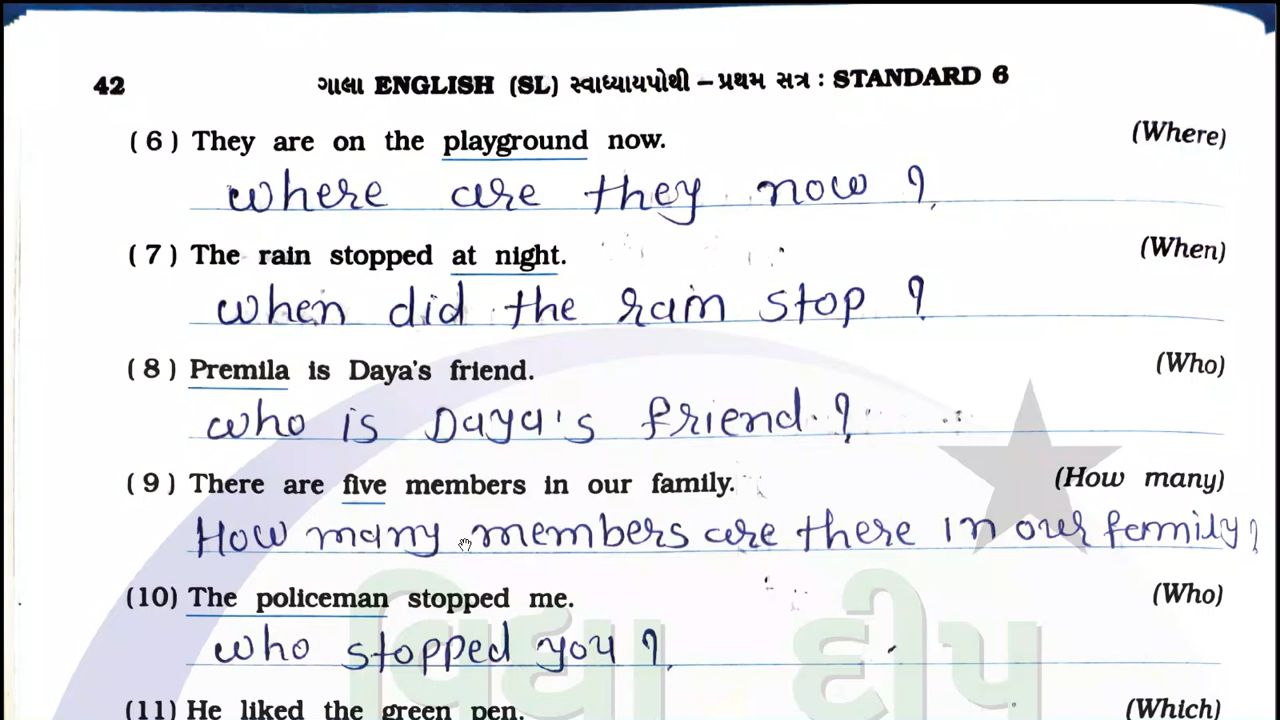 42 ગાલા ENGLISH (SL) સ્વાધ્યાયપોથી – પ્રથમ સત્ર : STANDARD 6
( 6 ) They are on the playground now. (Where)
where are they now ?
( 7 ) The rain stopped at night. (When)
when did the rain stop ?
( 8 ) Premila is Daya's friend. (Who)
who is Daya's friend. ?
( 9 ) There are five members in our family. (How many)
How many members are there in our femily ?
(10) The policeman stopped me. (Who)
who stopped you ?
વિદ્યા દીપ
(11) He liked the green pen. (Which)